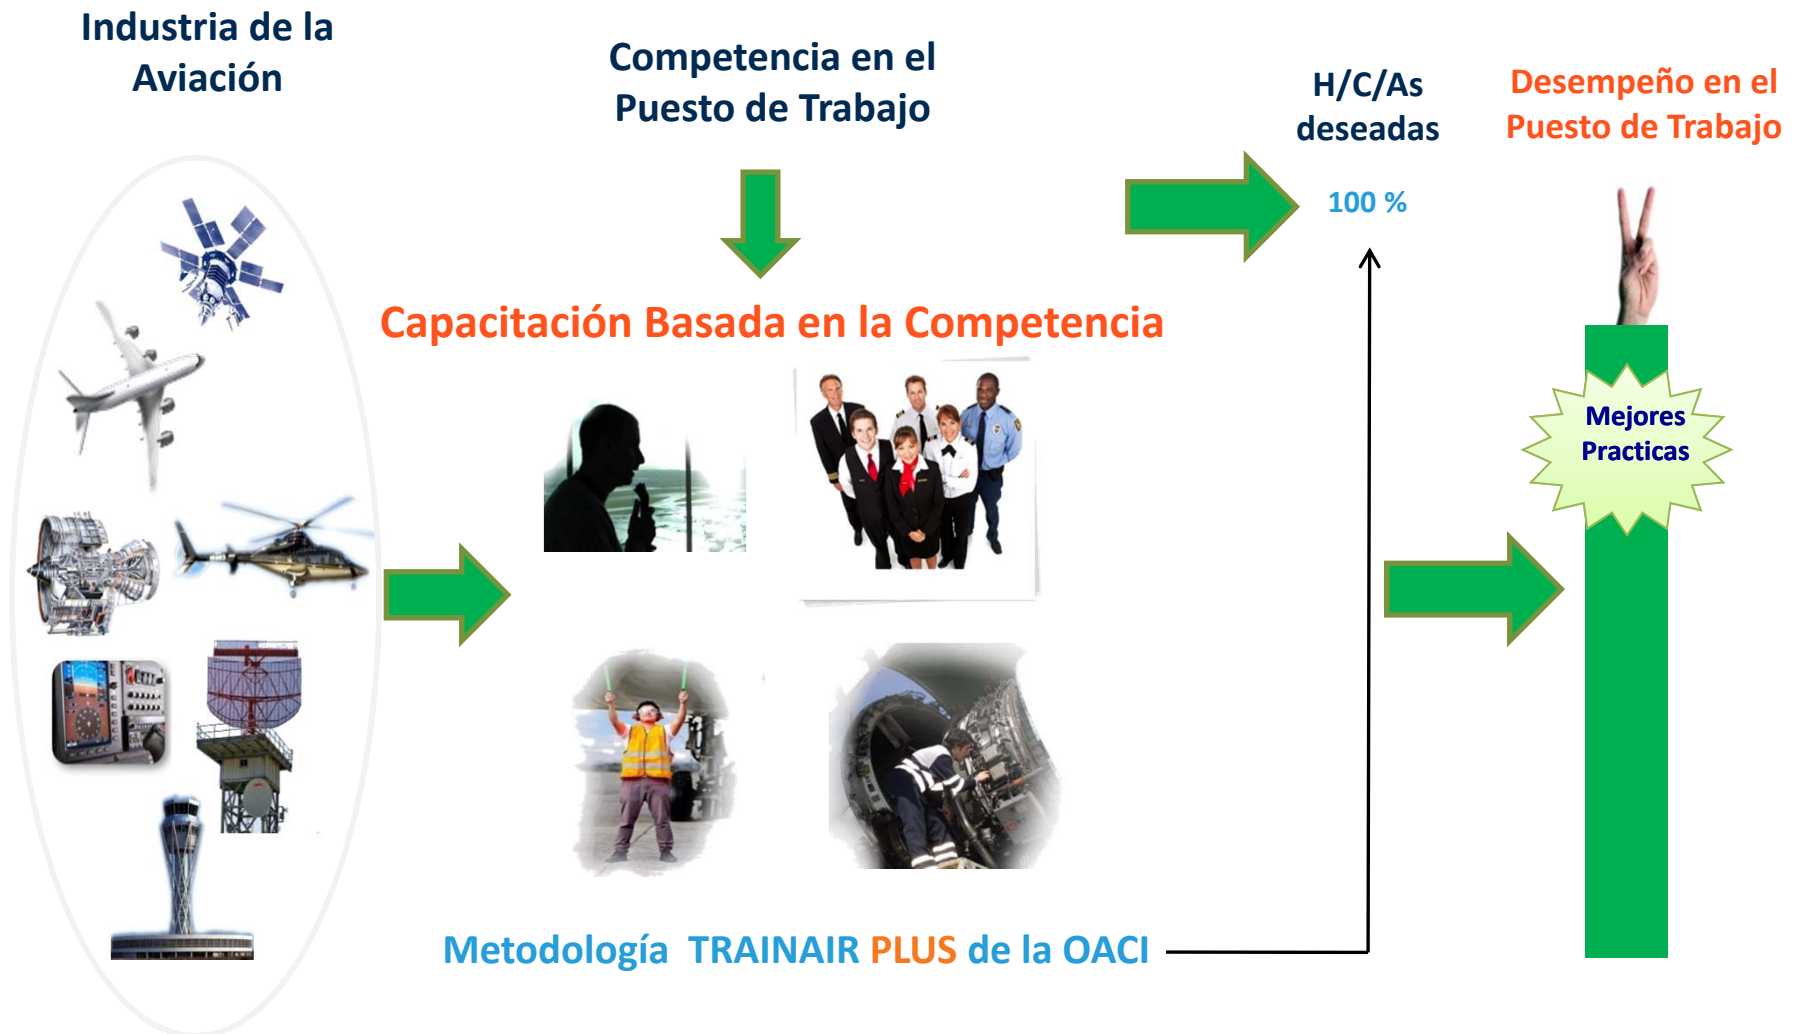 Industria de la
Aviación
Competencia en el
Puesto de Trabajo
H/C/As
deseadas
Desempeño en el
Puesto de Trabajo
100 %
Capacitación Basada en la Competencia
Mejores
Practicas
Metodología TRAINAIR PLUS de la OACI